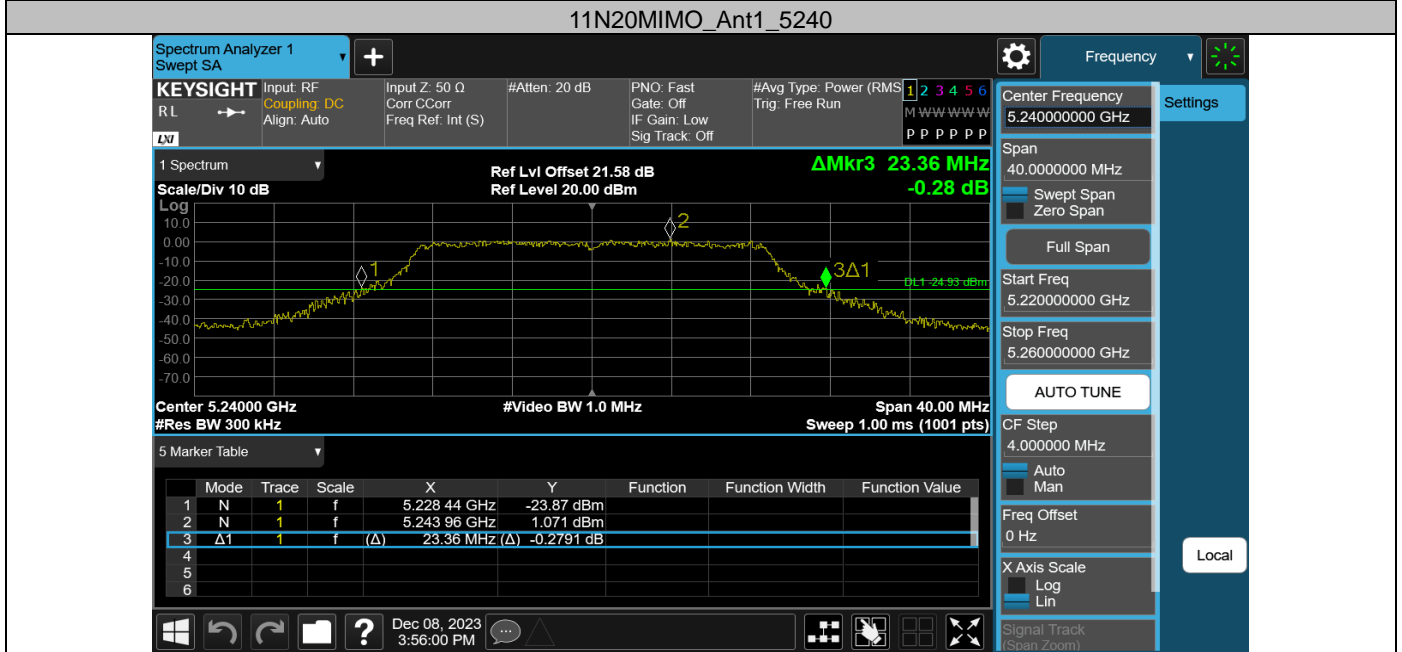 11N20MIMO_Ant1_5240
Spectrum Analyzer 1
Swept SA
+
Frequency
KEYSIGHT
RL
LXI
Input: RF
Coupling: DC
Align: Auto
Input Z: 50 Ω
Corr CCorr
Freq Ref: Int (S)
#Atten: 20 dB
PNO: Fast
Gate: Off
IF Gain: Low
Sig Track: Off
#Avg Type: Power (RMS
Trig: Free Run
1 2 3 4 5 6
M W W W W W
P P P P P P
1 Spectrum
Scale/Div 10 dB
Ref Lvl Offset 21.58 dB
Ref Level 20.00 dBm
ΔMkr3 23.36 MHz
-0.28 dB
Log
10.0
0.00
-10.0
-20.0
-30.0
-40.0
-50.0
-60.0
-70.0
1
2
3Δ1
DL1 -24.93 dBm
Center 5.24000 GHz
#Video BW 1.0 MHz
Span 40.00 MHz
#Res BW 300 kHz
Sweep 1.00 ms (1001 pts)
5 Marker Table
Mode Trace Scale X Y Function Function Width Function Value
1 N 1 f 5.228 44 GHz -23.87 dBm
2 N 1 f 5.243 96 GHz 1.071 dBm
3 Δ1 1 f (Δ) 23.36 MHz (Δ) -0.2791 dB
4
5
6
Dec 08, 2023
3:56:00 PM
?
Center Frequency
5.240000000 GHz
Settings
Span
40.0000000 MHz
Swept Span
Zero Span
Full Span
Start Freq
5.220000000 GHz
Stop Freq
5.260000000 GHz
AUTO TUNE
CF Step
4.000000 MHz
Auto
Man
Freq Offset
0 Hz
Local
X Axis Scale
Log
Lin
Signal Track
(Span Zoom)